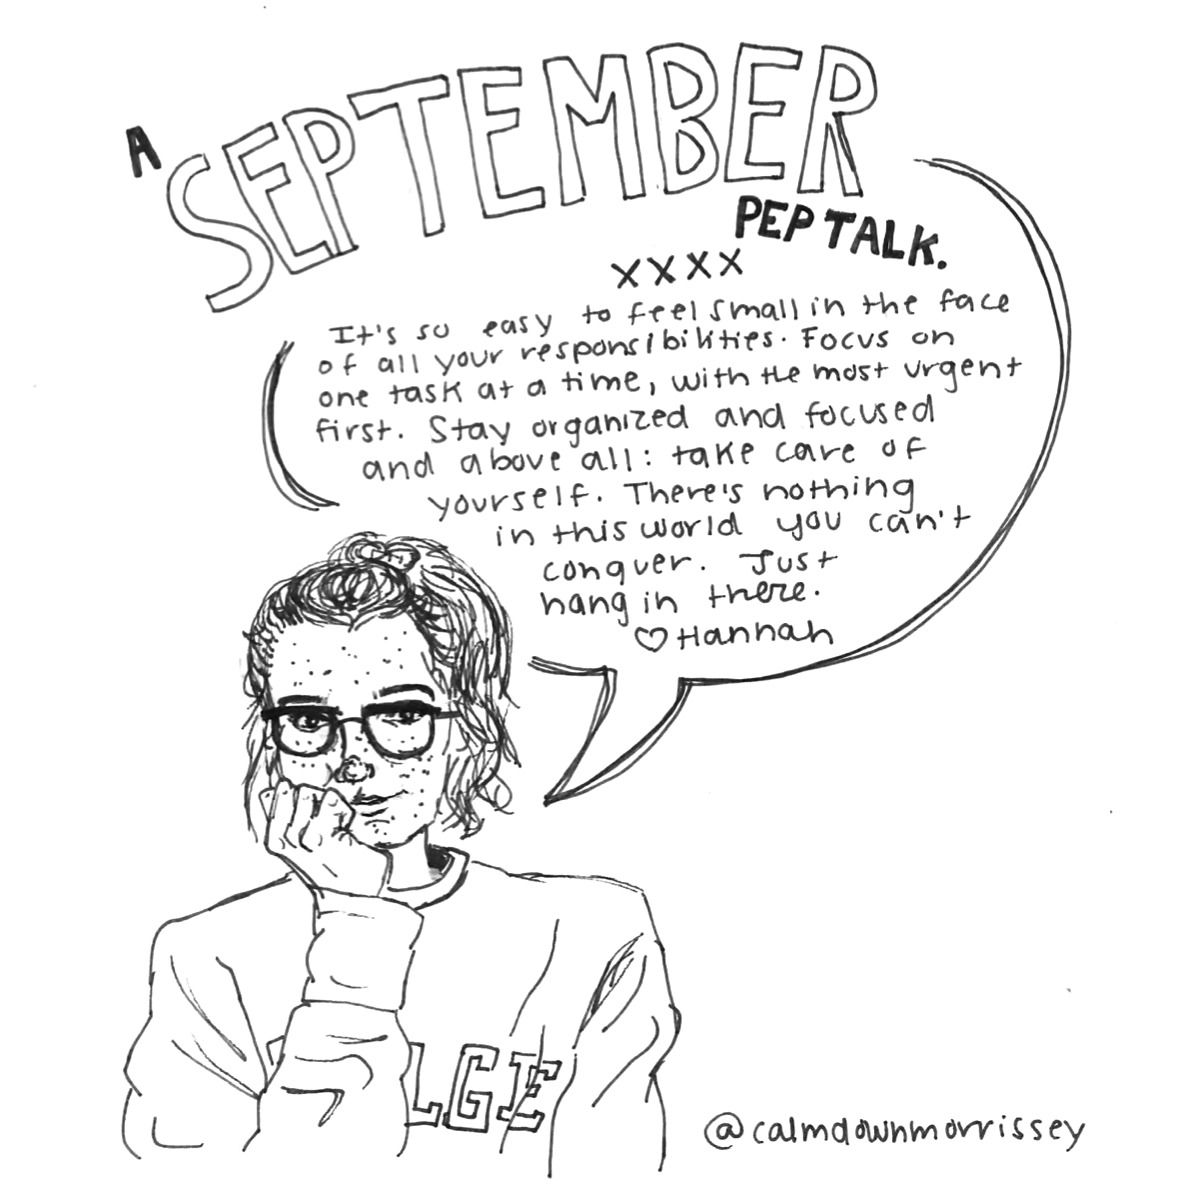 A
SEPTEMBER
PEP TALK.
XXXX
It's so easy to feel small in the face
of all your responsibilities. Focus on
one task at a time, with the most urgent
first. Stay organized and focused
and above all: take care of
yourself. There's nothing
in this world you can't
conquer. Just
hang in there.
♡ Hannah
LGE
@calmdownmorrissey